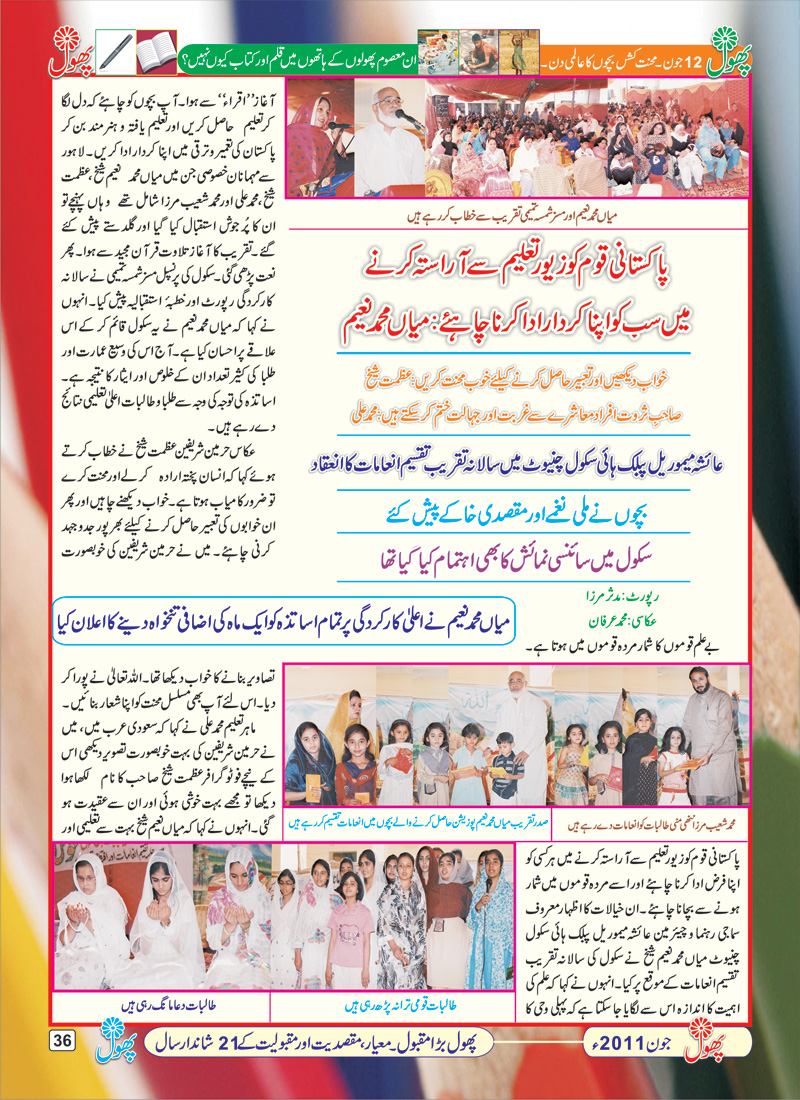 پھول
12 جون۔ محنت کش بچوں کا عالمی دن۔
ان معصوم پھولوں کے ہاتھوں میں قلم اور کتاب کیوں نہیں؟
پھول
میاں محمد نعیم اور مسز شمسہ تمیمی تقریب سے خطاب کر رہے ہیں
پاکستانی قوم کو زیور تعلیم سے آراستہ کرنے
میں سب کو اپنا کردار ادا کرنا چاہئے: میاں محمد نعیم
خواب دیکھیں اور تعبیر حاصل کرنے کیلئے خوب محنت کریں: عظمت شیخ
صاحب ثروت افراد معاشرے سے غربت اور جہالت ختم کر سکتے ہیں: محمد علی
عائشہ میموریل پبلک ہائی سکول چنیوٹ میں سالانہ تقریب تقسیم انعامات کا انعقاد
بچوں نے ملی نغمے اور مقصدی خاکے پیش کئے
سکول میں سائنسی نمائش کا بھی اہتمام کیا گیا تھا
رپورٹ: مدثر مرزا
عکاسی: محمد عرفان
بے علم قوموں کا شمار مردہ قوموں میں ہوتا ہے۔
میاں محمد نعیم نے اعلیٰ کارکردگی پر تمام اساتذہ کو ایک ماہ کی اضافی تنخواہ دینے کا اعلان کیا
محمد شعیب مرزا ننھی منی طالبات کو انعامات دے رہے ہیں
صدر تقریب میاں محمد نعیم پوزیشن حاصل کرنے والے بچوں میں انعامات تقسیم کر رہے ہیں
پاکستانی قوم کو زیور تعلیم سے آراستہ کرنے میں ہر کسی کو
اپنا فرض ادا کرنا چاہئے اور اسے مردہ قوموں میں شمار
ہونے سے بچانا چاہئے۔ ان خیالات کا اظہار معروف
سماجی رہنما و چیئرمین عائشہ میموریل پبلک ہائی سکول
چنیوٹ میاں محمد نعیم شیخ نے سکول کی سالانہ تقریب
تقسیم انعامات کے موقع پر کیا۔ انہوں نے کہا کہ علم کی
اہمیت کا اندازہ اس سے لگایا جا سکتا ہے کہ پہلی وحی کا
آغاز ”اقراء“ سے ہوا۔ آپ بچوں کو چاہئے کہ دل لگا
کر تعلیم حاصل کریں اور تعلیم یافتہ و ہنرمند بن کر
پاکستان کی تعمیر و ترقی میں اپنا کردار ادا کریں۔ لاہور
سے مہمانان خصوصی جن میں میاں محمد نعیم شیخ، عظمت
شیخ، محمد علی اور محمد شعیب مرزا شامل تھے وہاں پہنچے تو
ان کا پُرجوش استقبال کیا گیا اور گلدستے پیش کئے
گئے۔ تقریب کا آغاز تلاوت قرآن مجید سے ہوا۔ پھر
نعت پڑھی گئی۔ سکول کی پرنسپل مسز شمسہ تمیمی نے سالانہ
کارکردگی رپورٹ اور خطبۂ استقبالیہ پیش کیا۔ انہوں
نے کہا کہ میاں محمد نعیم نے یہ سکول قائم کر کے اس
علاقے پر احسان کیا ہے۔ آج اس کی وسیع عمارت اور
طلبا کی کثیر تعداد ان کے خلوص اور ایثار کا نتیجہ ہے۔
اساتذہ کی توجہ کی وجہ سے طلبا و طالبات اعلیٰ تعلیمی نتائج
دے رہے ہیں۔
عکاس حرمین شریفین عظمت شیخ نے خطاب کرتے
ہوئے کہا کہ انسان پختہ ارادہ کر لے اور محنت کرے
تو ضرور کامیاب ہوتا ہے۔ خواب دیکھنے چاہیں اور پھر
ان خوابوں کی تعبیر حاصل کرنے کیلئے بھرپور جدوجہد
کرنی چاہئے۔ میں نے حرمین شریفین کی خوبصورت
تصاویر بنانے کا خواب دیکھا تھا۔ اللہ تعالیٰ نے پورا کر
دیا۔ اس لئے آپ بھی مسلسل محنت کو اپنا شعار بنائیں۔
ماہر تعلیم محمد علی نے کہا کہ سعودی عرب میں، میں
نے حرمین شریفین کی بہت خوبصورت تصویر دیکھی اس
کے نیچے فوٹوگرافر عظمت شیخ صاحب کا نام لکھا ہوا
دیکھا تو مجھے بہت خوشی ہوئی اور ان سے عقیدت ہو
گئی۔ انہوں نے کہا کہ میاں نعیم شیخ بہت سے تعلیمی اور
طالبات قومی ترانہ پڑھ رہی ہیں
طالبات دعا مانگ رہی ہیں
پھول
جون 2011ء
پھول بڑا مقبول۔ معیار، مقصدیت اور مقبولیت کے 21 شاندار سال
پھول
36